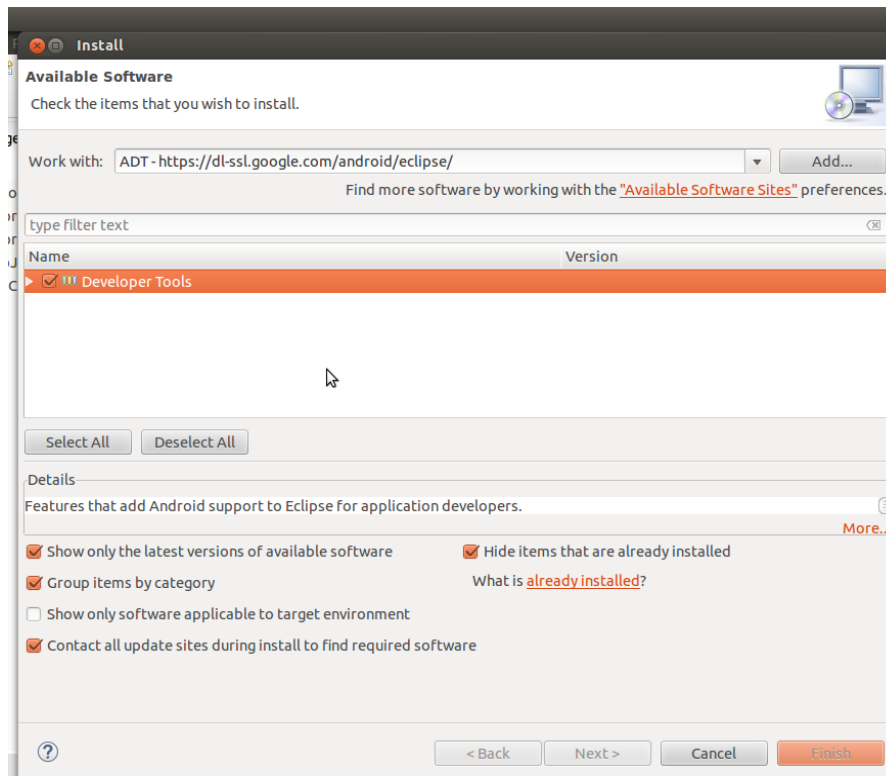 Install
Available Software
Check the items that you wish to install.
Work with: ADT - https://dl-ssl.google.com/android/eclipse/ Add...
Find more software by working with the "Available Software Sites" preferences.
type filter text
Name Version
Developer Tools
Select All Deselect All
Details
Features that add Android support to Eclipse for application developers.
More..
Show only the latest versions of available software Hide items that are already installed
Group items by category What is already installed?
Show only software applicable to target environment
Contact all update sites during install to find required software
? < Back Next > Cancel Finish